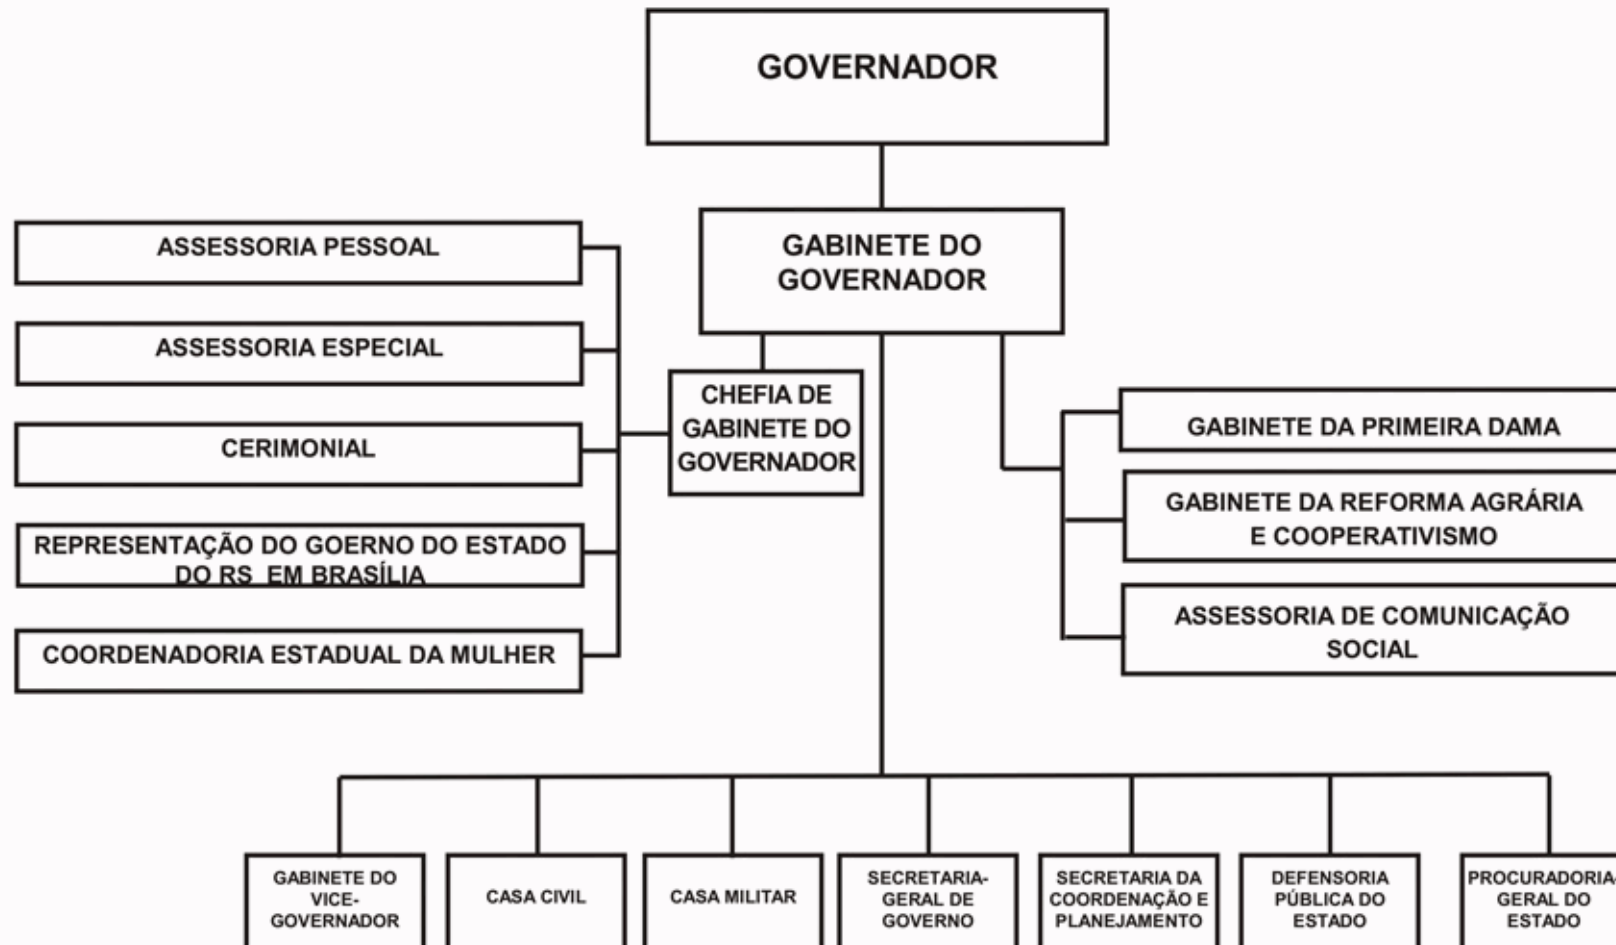 GOVERNADOR
GABINETE DO
GOVERNADOR
ASSESSORIA PESSOAL
ASSESSORIA ESPECIAL
CERIMONIAL
REPRESENTAÇÃO DO GOERNO DO ESTADO
DO RS EM BRASÍLIA
COORDENADORIA ESTADUAL DA MULHER
CHEFIA DE
GABINETE DO
GOVERNADOR
GABINETE DA PRIMEIRA DAMA
GABINETE DA REFORMA AGRÁRIA
E COOPERATIVISMO
ASSESSORIA DE COMUNICAÇÃO
SOCIAL
GABINETE DO
VICE-
GOVERNADOR
CASA CIVIL
CASA MILITAR
SECRETARIA-
GERAL DE
GOVERNO
SECRETARIA DA
COORDENAÇÃO E
PLANEJAMENTO
DEFENSORIA
PÚBLICA DO
ESTADO
PROCURADORIA-
GERAL DO
ESTADO